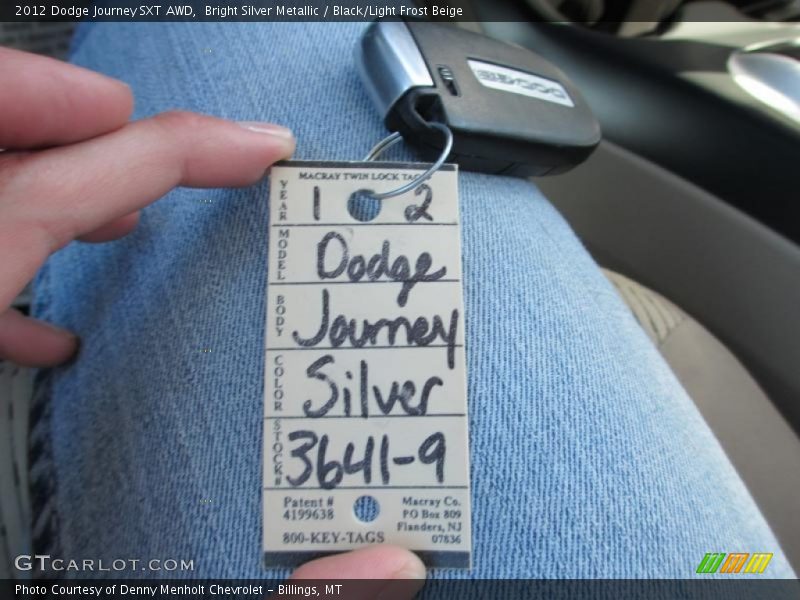 2012 Dodge Journey SXT AWD,  Bright Silver Metallic / Black/Light Frost Beige
DODGE
MACRAY TWIN LOCK TAGS
YEAR 1 2
MODEL Dodge
BODY Journey
COLOR Silver
STOCK# 3641-9
Patent # 4199638
800-KEY-TAGS
Macray Co.
PO Box 809
Flanders, NJ
07836
GTCARLOT.COM
Photo Courtesy of Denny Menholt Chevrolet – Billings, MT